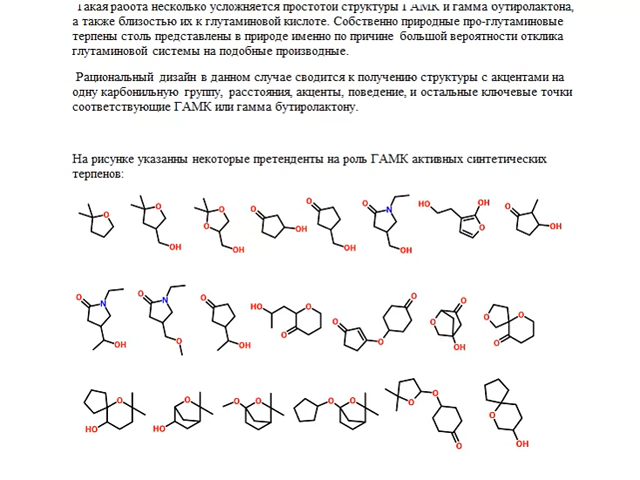 Такая работа несколько усложняется простотой структуры ГАМК и гамма бутиролактона,
а также близостью их к глутаминовой кислоте. Собственно природные про-глутаминовые
терпены столь представлены в природе именно по причине большой вероятности отклика
глутаминовой системы на подобные производные.
Рациональный дизайн в данном случае сводится к получению структуры с акцентами на
одну карбонильную группу, расстояния, акценты, поведение, и остальные ключевые точки
соответствующие ГАМК или гамма бутиролактону.
На рисунке указанны некоторые претенденты на роль ГАМК активных синтетических
терпенов:
O O OH O O OH O OH O OH O N OH HO OH O O OH
O N OH O N O O OH HO O O O O O O O OH O O O
O HO O HO O O O O O O O O O OH